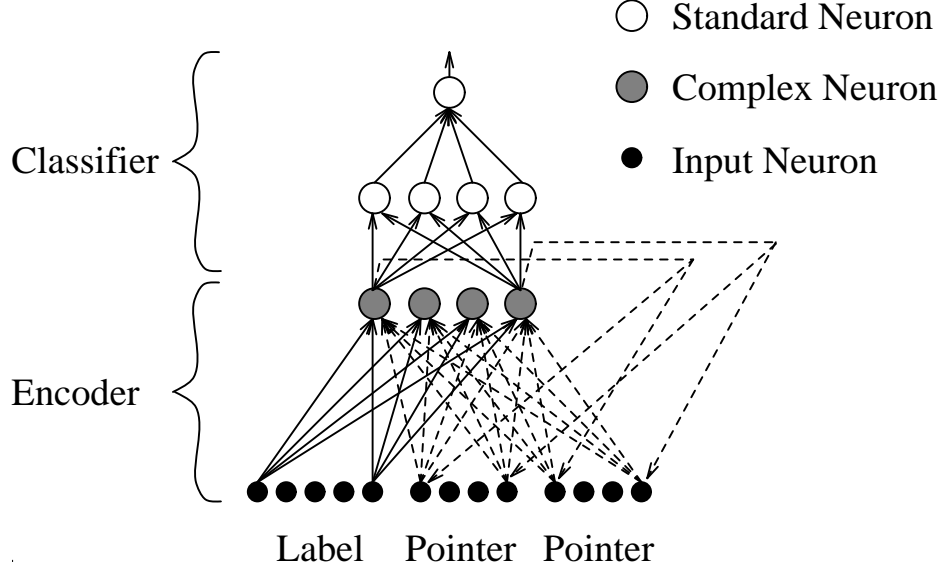 Standard Neuron
Complex Neuron
Input Neuron
Classifier
Encoder
Label Pointer Pointer